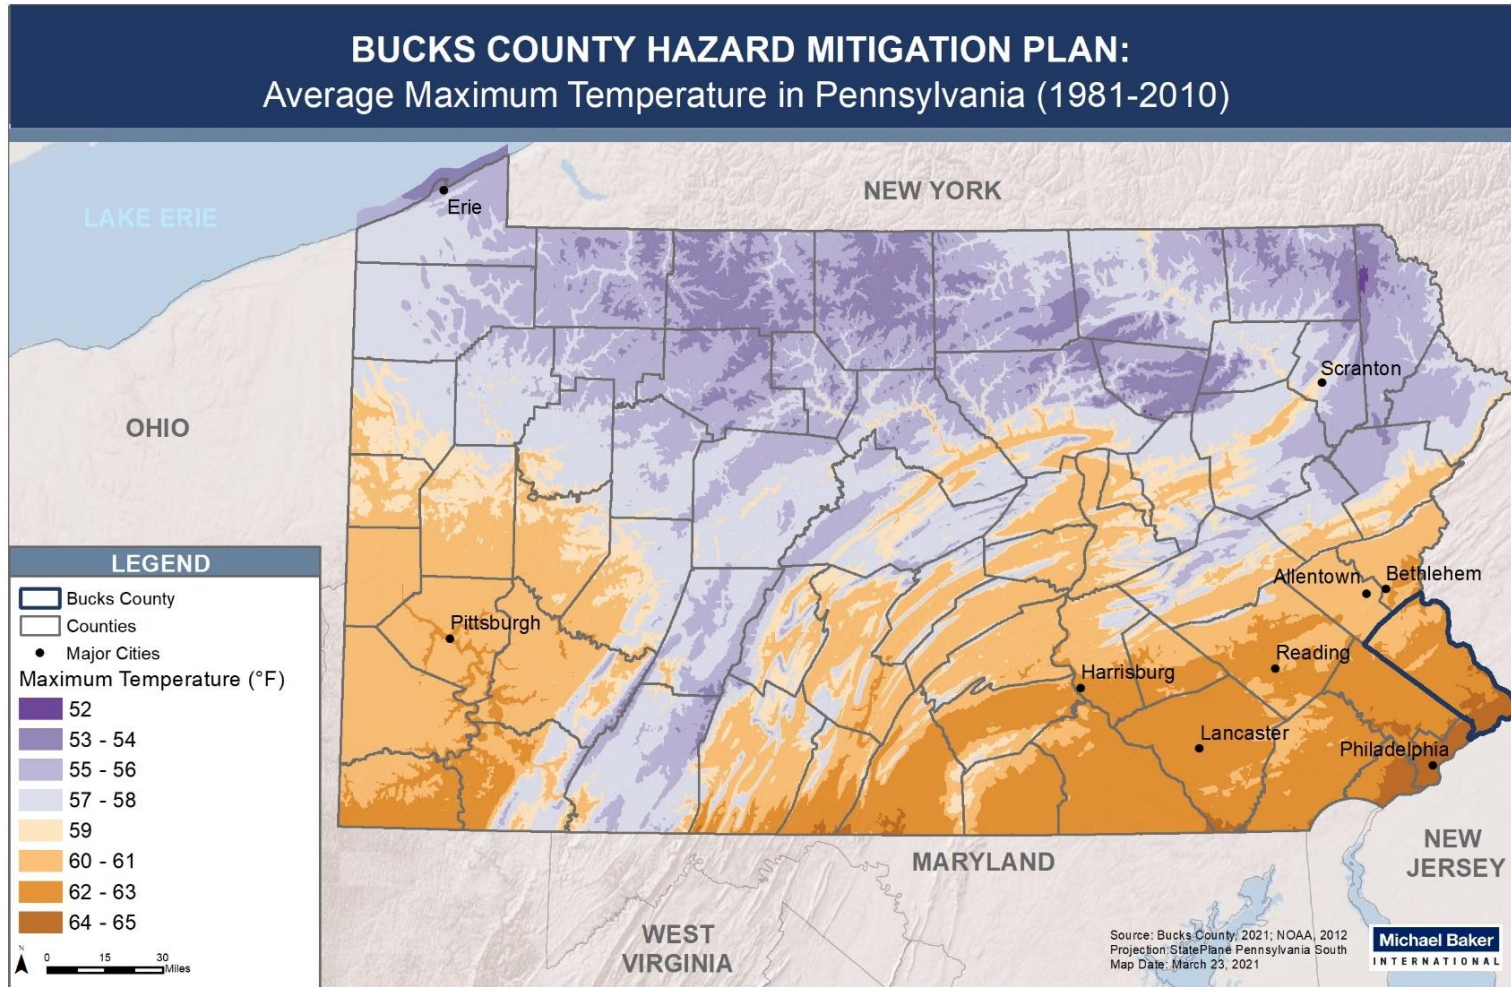 BUCKS COUNTY HAZARD MITIGATION PLAN:
Average Maximum Temperature in Pennsylvania (1981-2010)
NEW YORK
LAKE ERIE
Erie
Scranton
OHIO
Allentown
Bethlehem
Pittsburgh
Reading
Harrisburg
Lancaster
Philadelphia
MARYLAND
NEW
JERSEY
WEST
VIRGINIA
LEGEND
Bucks County
Counties
Major Cities
Maximum Temperature (°F)
52
53 - 54
55 - 56
57 - 58
59
60 - 61
62 - 63
64 - 65
N
0 15 30
Miles
Source: Bucks County, 2021; NOAA, 2012
Projection:StatePlane Pennsylvania South
Map Date: March 23, 2021
Michael Baker
INTERNATIONAL